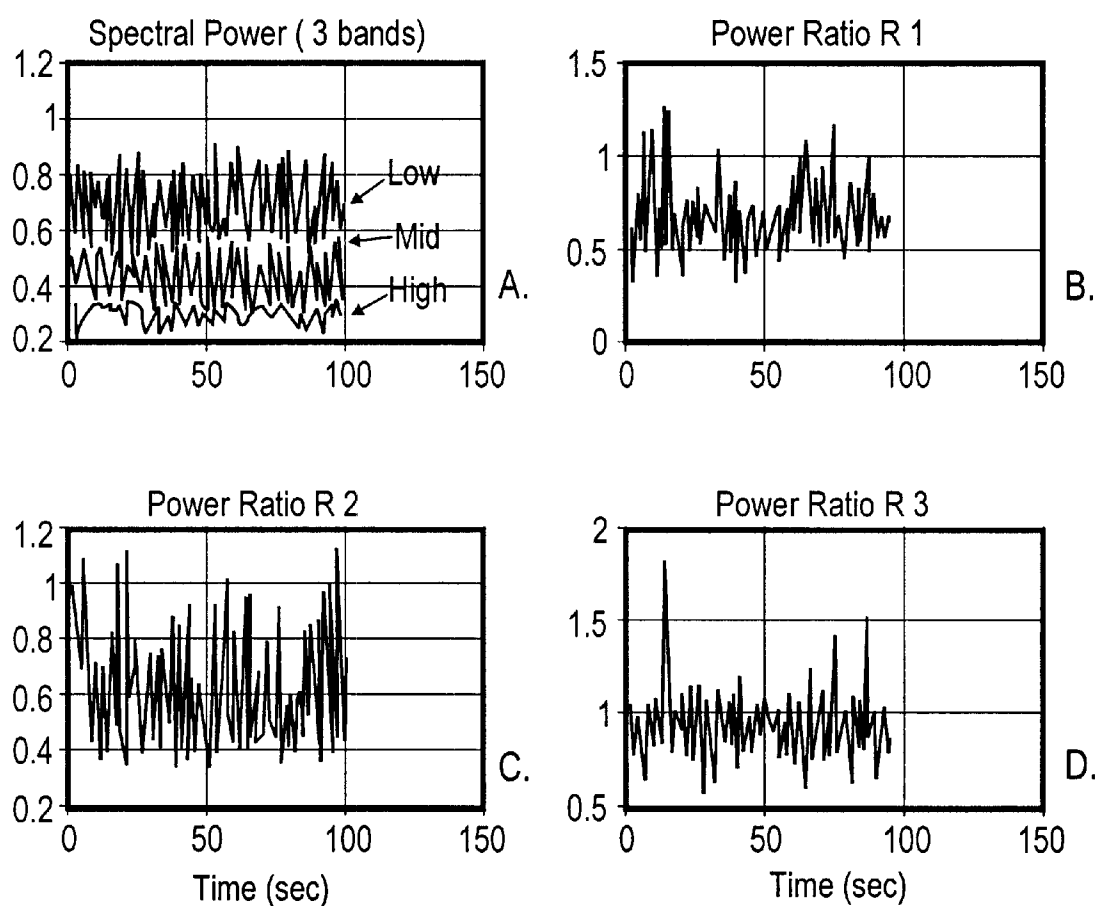 Spectral Power ( 3 bands)
1.2
1
0.8
0.6
0.4
0.2
0
50
100
150
Low
Mid
High
A.
Power Ratio R 1
1.5
1
0.5
0
0
50
100
150
B.
Power Ratio R 2
1.2
1
0.8
0.6
0.4
0.2
0
50
100
150
Time (sec)
C.
Power Ratio R 3
2
1.5
1
0.5
0
50
100
150
Time (sec)
D.